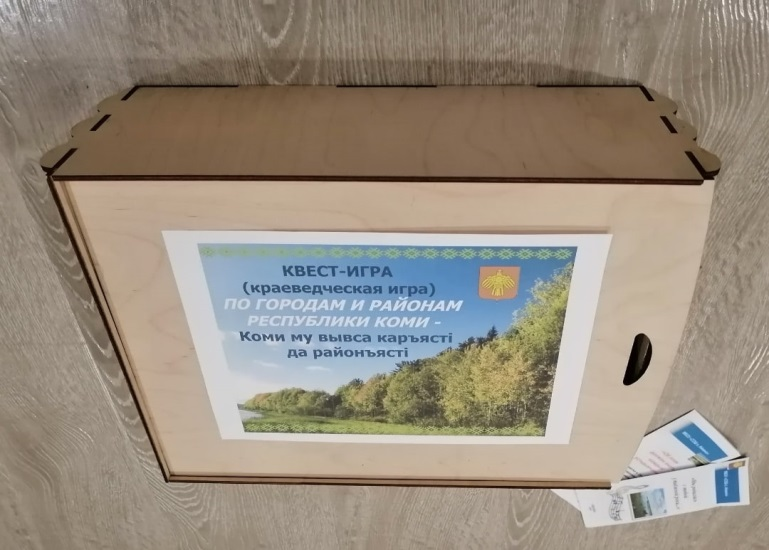 КВЕСТ-ИГРА
(краеведческая игра)
ПО ГОРОДАМ И РАЙОНАМ
РЕСПУБЛИКИ КОМИ -
Коми му вывса каръясті
да районъясті